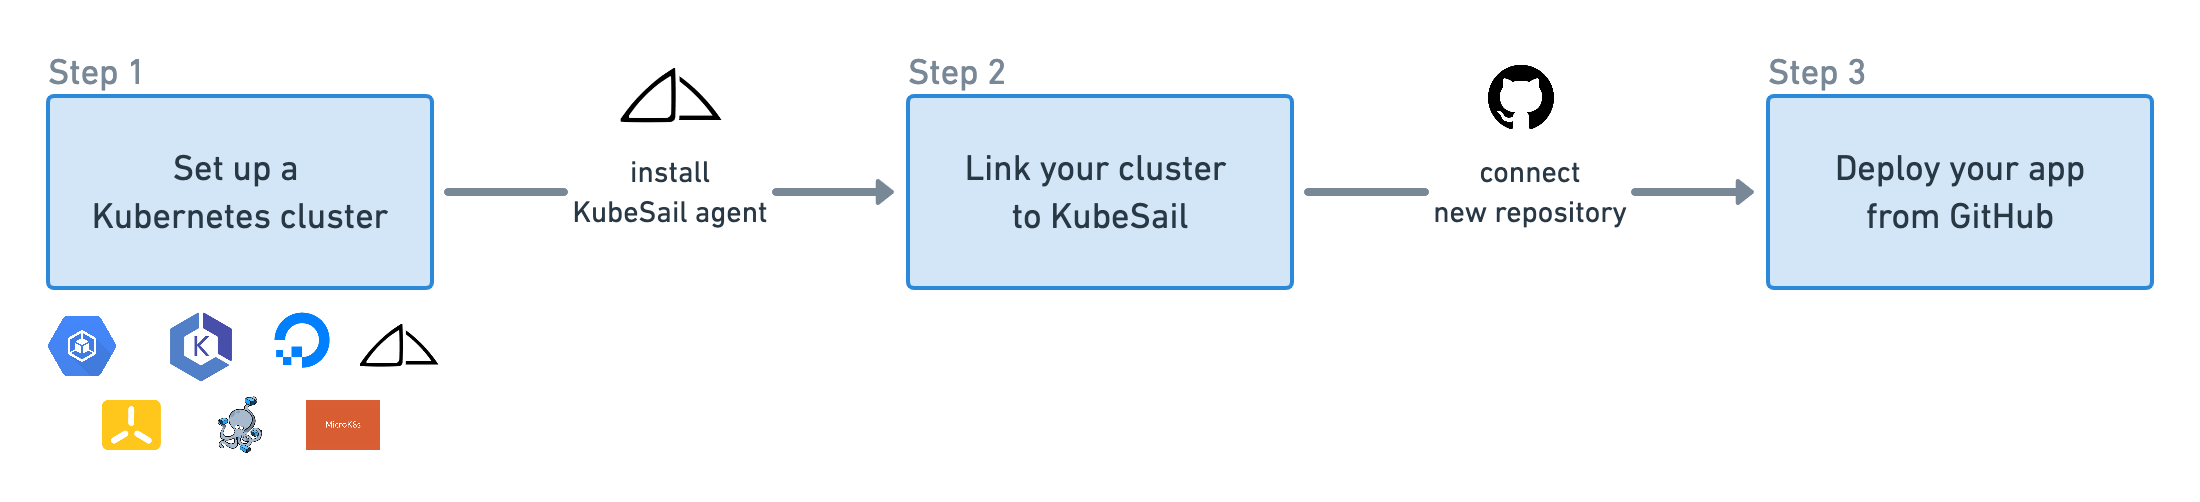 Step 1
Set up a
Kubernetes cluster
install
KubeSail agent
Step 2
Link your cluster
to KubeSail
connect
new repository
Step 3
Deploy your app
from GitHub
K
MicroK8s